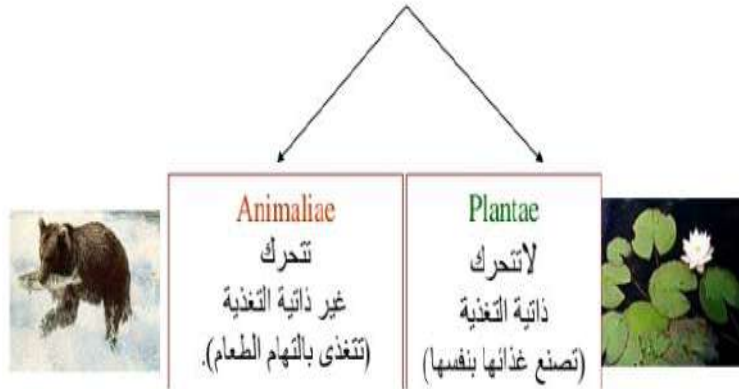 Plantae
لاتتحرك
ذاتية التغذية
(تصنع غذائها بنفسها)
Animaliae
تتحرك
غير ذاتية التغذية
(تتغذى بالتهام الطعام).